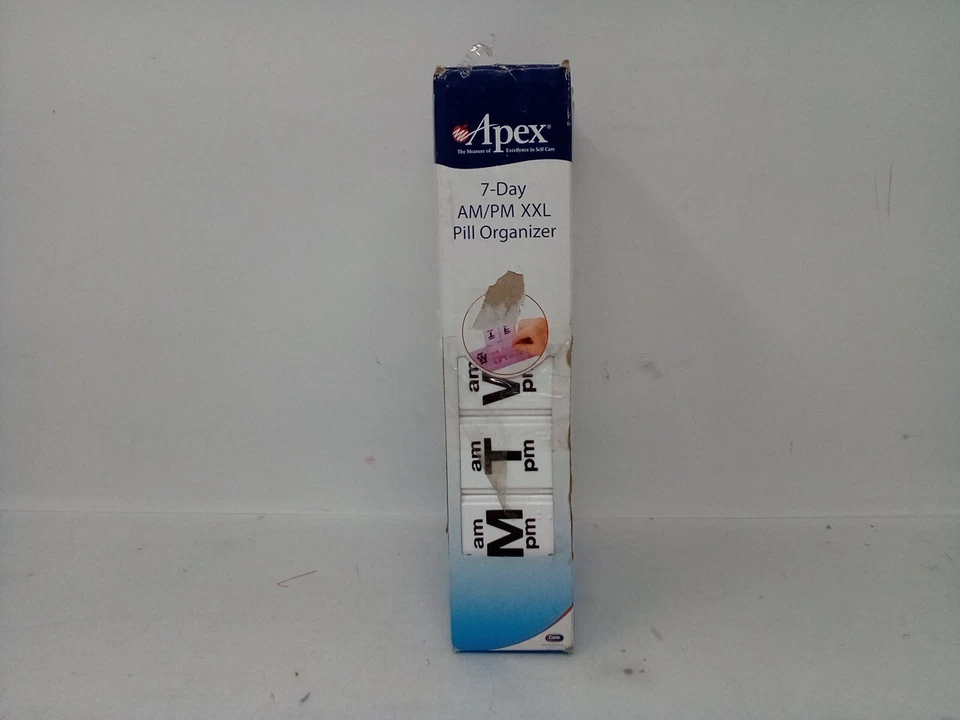 Apex®
The Measure of Excellence in Self Care
7-Day
AM/PM XXL
Pill Organizer
am W pm
am T pm
am M pm